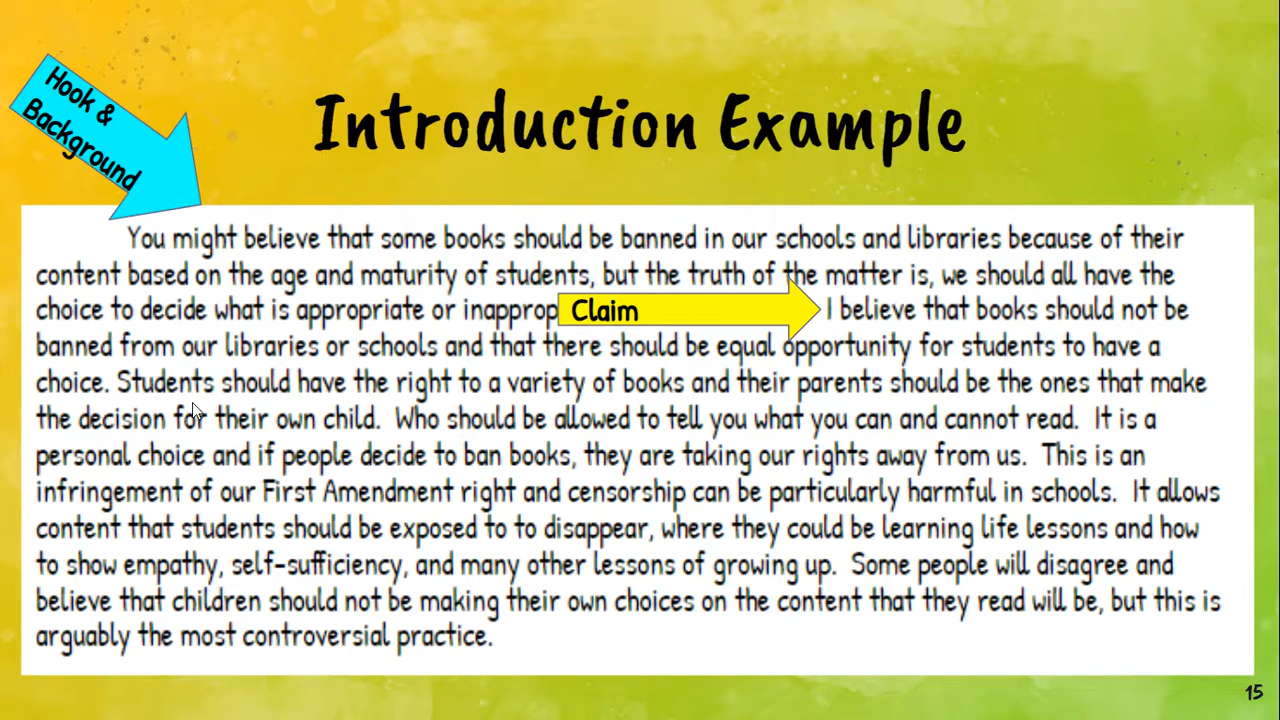 Hook &
Background
Introduction Example
You might believe that some books should be banned in our schools and libraries because of their
content based on the age and maturity of students, but the truth of the matter is, we should all have the
choice to decide what is appropriate or inapprop
Claim
I believe that books should not be
banned from our libraries or schools and that there should be equal opportunity for students to have a
choice. Students should have the right to a variety of books and their parents should be the ones that make
the decision for their own child. Who should be allowed to tell you what you can and cannot read. It is a
personal choice and if people decide to ban books, they are taking our rights away from us. This is an
infringement of our First Amendment right and censorship can be particularly harmful in schools. It allows
content that students should be exposed to to disappear, where they could be learning life lessons and how
to show empathy, self-sufficiency, and many other lessons of growing up. Some people will disagree and
believe that children should not be making their own choices on the content that they read will be, but this is
arguably the most controversial practice.
15